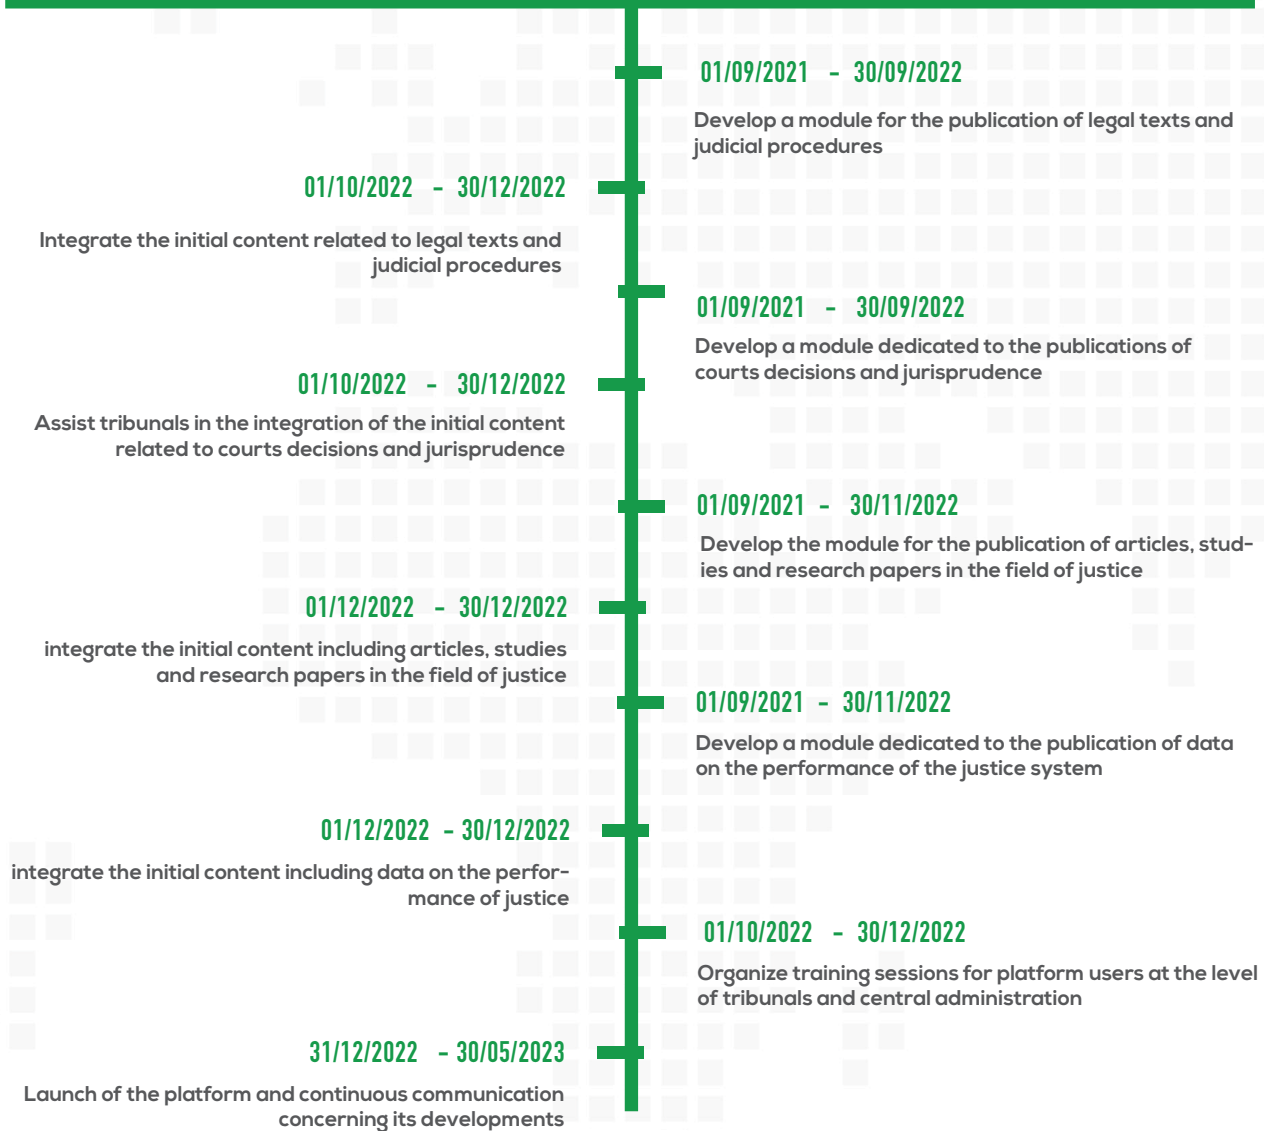 01/09/2021 - 30/09/2022
Develop a module for the publication of legal texts and
judicial procedures
01/10/2022 - 30/12/2022
Integrate the initial content related to legal texts and
judicial procedures
01/09/2021 - 30/09/2022
Develop a module dedicated to the publications of
courts decisions and jurisprudence
01/10/2022 - 30/12/2022
Assist tribunals in the integration of the initial content
related to courts decisions and jurisprudence
01/09/2021 - 30/11/2022
Develop the module for the publication of articles, stud-
ies and research papers in the field of justice
01/12/2022 - 30/12/2022
integrate the initial content including articles, studies
and research papers in the field of justice
01/09/2021 - 30/11/2022
Develop a module dedicated to the publication of data
on the performance of the justice system
01/12/2022 - 30/12/2022
integrate the initial content including data on the perfor-
mance of justice
01/10/2022 - 30/12/2022
Organize training sessions for platform users at the level
of tribunals and central administration
31/12/2022 - 30/05/2023
Launch of the platform and continuous communication
concerning its developments